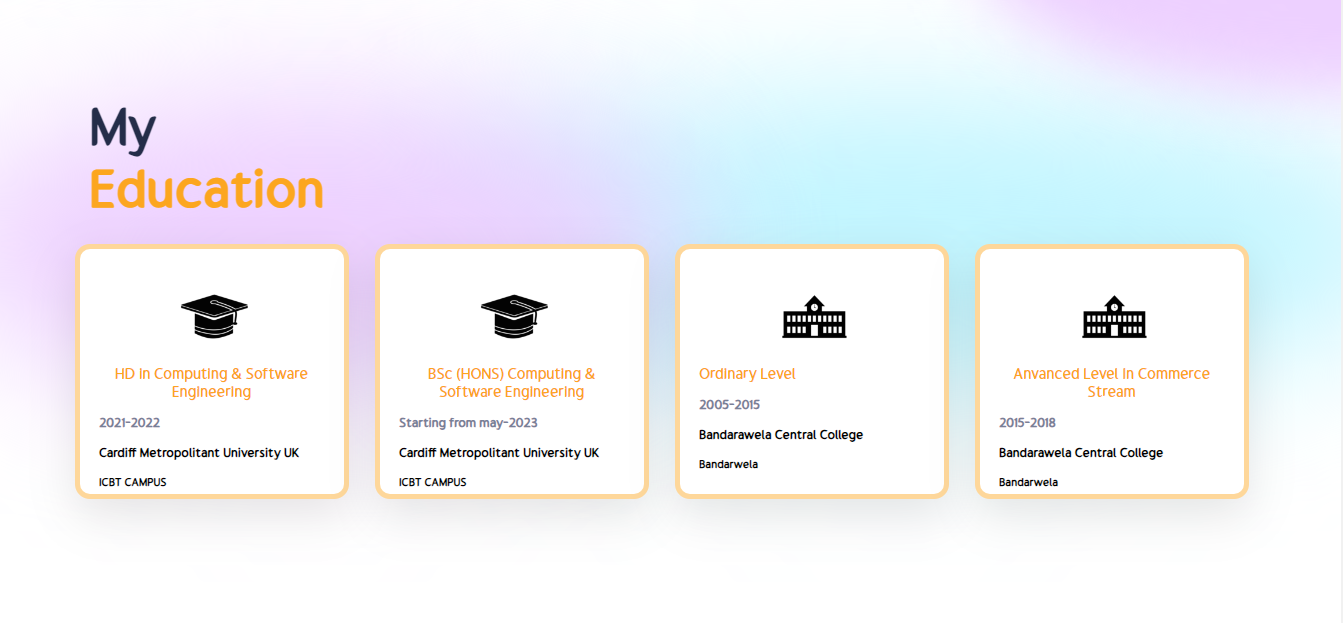 My
Education
HD in Computing & Software
Engineering
2021-2022
Cardiff Metropolitant University UK
ICBT CAMPUS
BSc (HONS) Computing &
Software Engineering
Starting from may-2023
Cardiff Metropolitant University UK
ICBT CAMPUS
Ordinary Level
2005-2015
Bandarawela Central College
Bandarwela
Anvanced Level in Commerce
Stream
2015-2018
Bandarawela Central College
Bandarwela